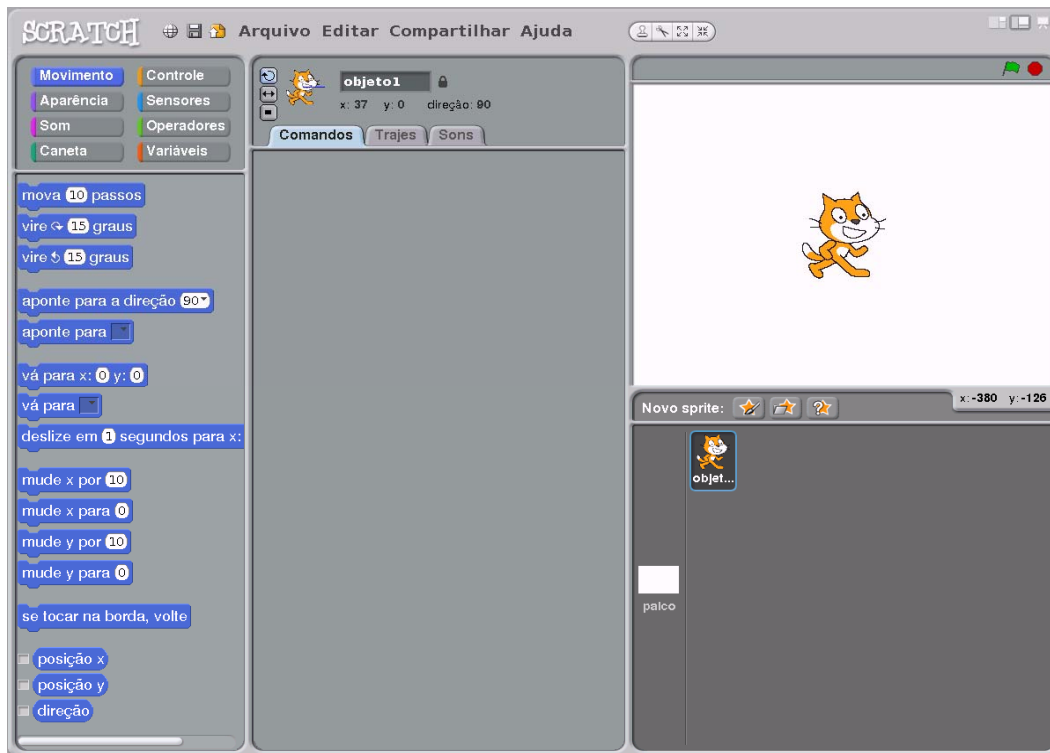 SCRATCH Arquivo Editar Compartilhar Ajuda
Movimento Controle
Aparência Sensores
Som Operadores
Caneta Variáveis
objeto1
x: 37 y: 0 direção: 90
Comandos Trajes Sons
mova 10 passos
vire 15 graus
vire 15 graus
aponte para a direção 90
aponte para
vá para x: 0 y: 0
vá para
deslize em 1 segundos para x:
mude x por 10
mude x para 0
mude y por 10
mude y para 0
se tocar na borda, volte
posição x
posição y
direção
x:-380 y:-126
Novo sprite:
objet...
palco